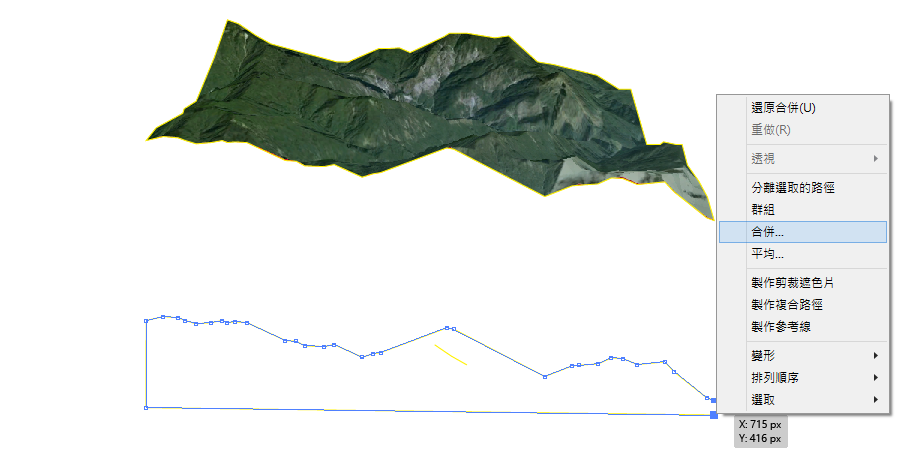 還原合併(U)
重做(R)
透視
分離選取的路徑
群組
合併...
平均...
製作剪裁遮色片
製作複合路徑
製作參考線
變形
排列順序
選取
X: 715 px
Y: 416 px